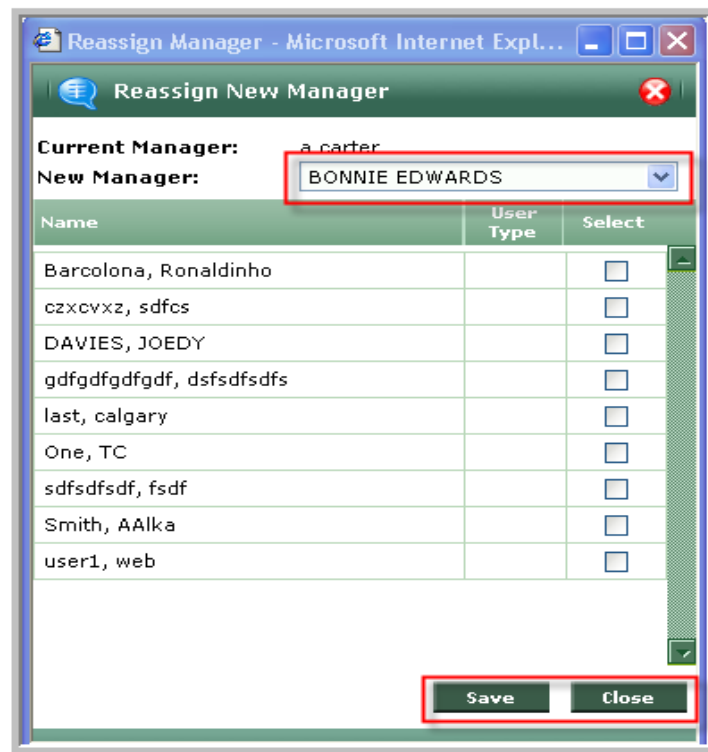 Reassign Manager - Microsoft Internet Expl...
Reassign New Manager
Current Manager: a carter
New Manager: BONNIE EDWARDS
Name User Type Select
Barcolona, Ronaldinho
czxcvxz, sdfcs
DAVIES, JOEDY
gdfgdfgdfgdf, dsfsdfsdfs
last, calgary
One, TC
sdfsdfsdf, fsdf
Smith, AAlka
user1, web
Save Close